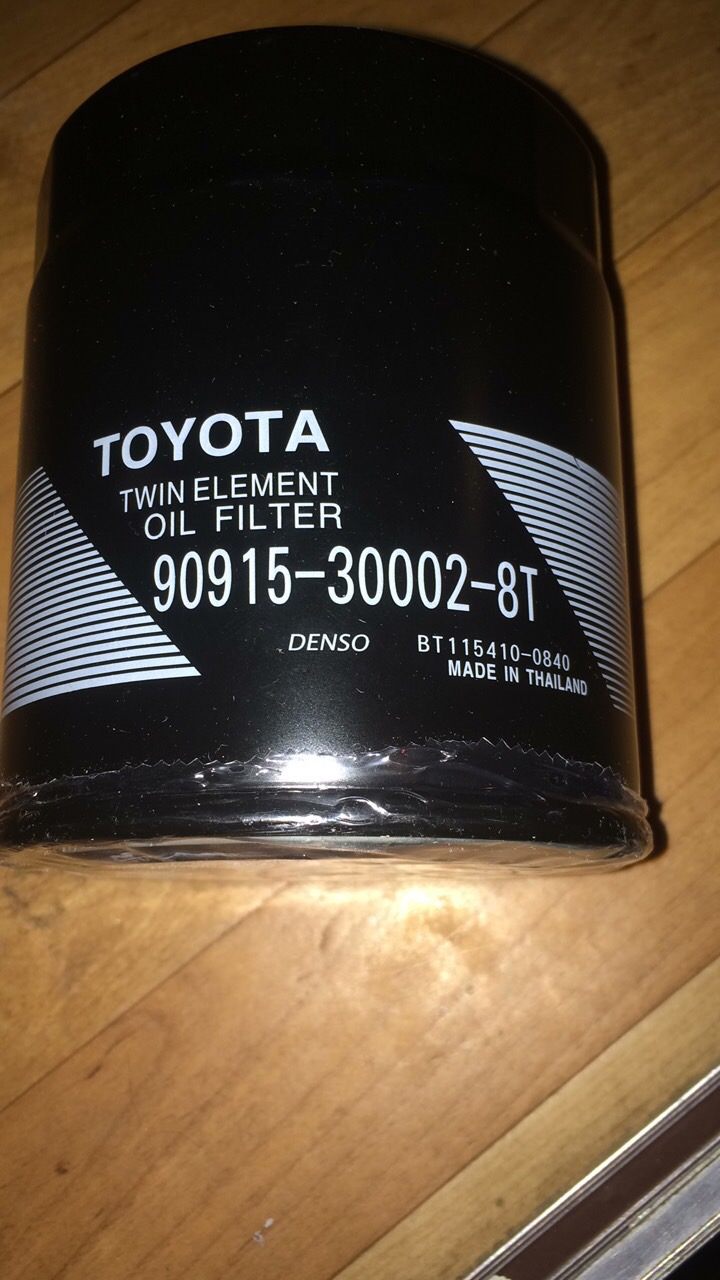 TOYOTA
TWIN ELEMENT
OIL FILTER
90915-30002-8T
DENSO BT115410-0840
MADE IN THAILAND